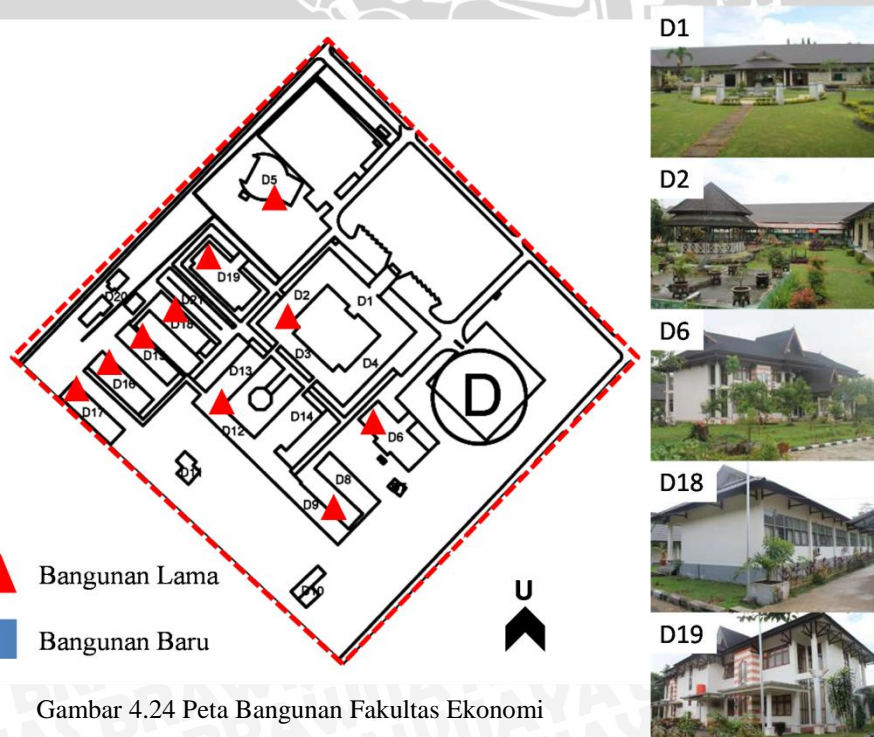 D1
D2
D6
D18
D19
D5
D19
D20
D21
D18
D15
D16
D17
D2
D1
D3
D4
D13
D12
D14
D6
D8
D9
D11
D10
D
Bangunan Lama
Bangunan Baru
U
Gambar 4.24 Peta Bangunan Fakultas Ekonomi